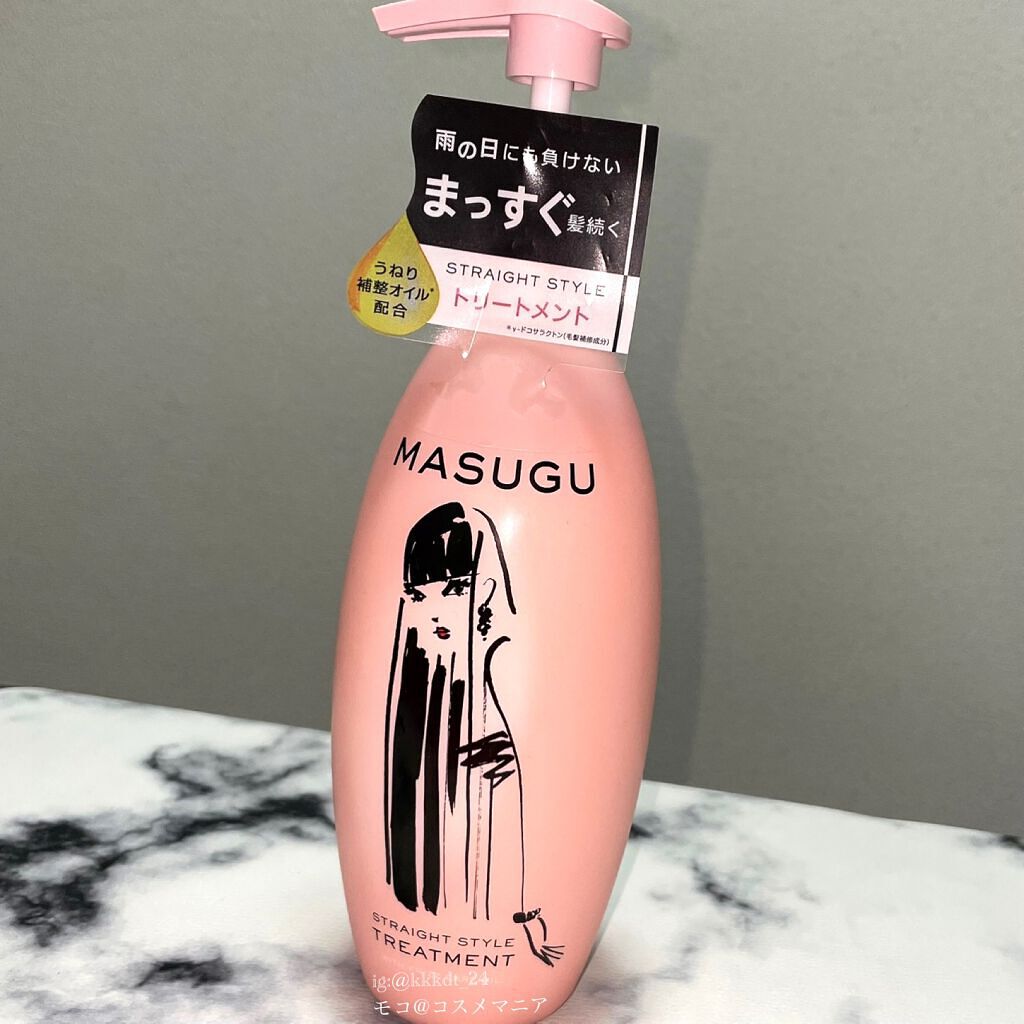 雨の日にも負けない
まっすぐ髪続く
うねり
補整オイル*
配合
STRAIGHT STYLE
トリートメント
*γ-ドコサラクトン(毛髪補修成分)
MASUGU
STRAIGHT STYLE
TREATMENT
ig:@kkkdt_24
モコ@コスメマニア